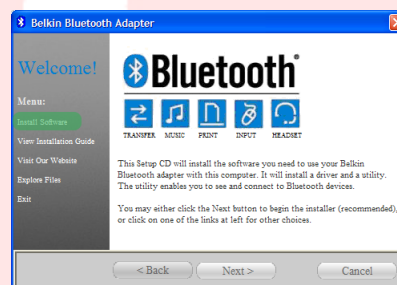 Belkin Bluetooth Adapter
Welcome!
Menu:
Install Software
View Installation Guide
Visit Our Website
Explore Files
Exit
Bluetooth®
TRANSFER MUSIC PRINT INPUT HEADSET
This Setup CD will install the software you need to use your Belkin
Bluetooth adapter with this computer. It will install a driver and a utility.
The utility enables you to see and connect to Bluetooth devices.
You may either click the Next button to begin the installer (recommended),
or click on one of the links at left for other choices.
< Back Next > Cancel